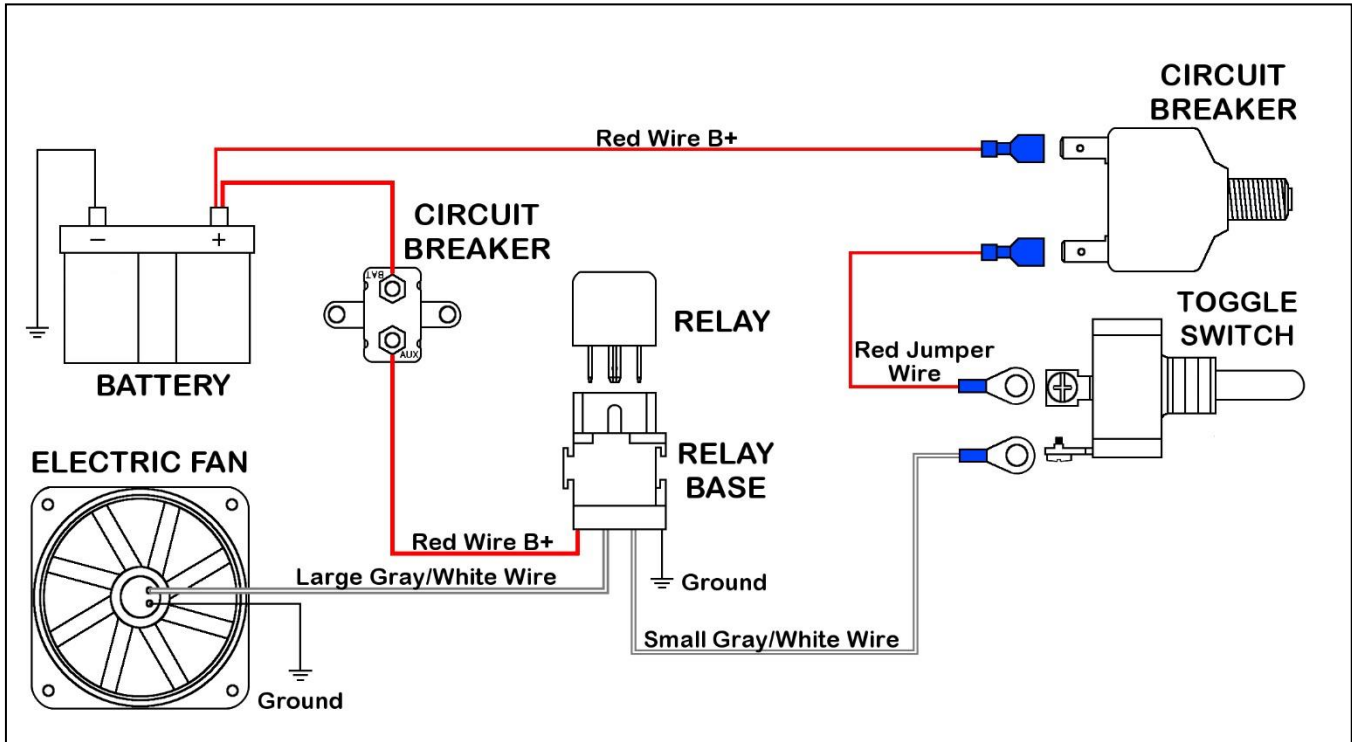 CIRCUIT
BREAKER
Red Wire B+
CIRCUIT
BREAKER
BAT
AUX
− +
BATTERY
RELAY
TOGGLE
SWITCH
Red Jumper
Wire
ELECTRIC FAN
RELAY
BASE
Red Wire B+
Large Gray/White Wire
Ground
Small Gray/White Wire
Ground